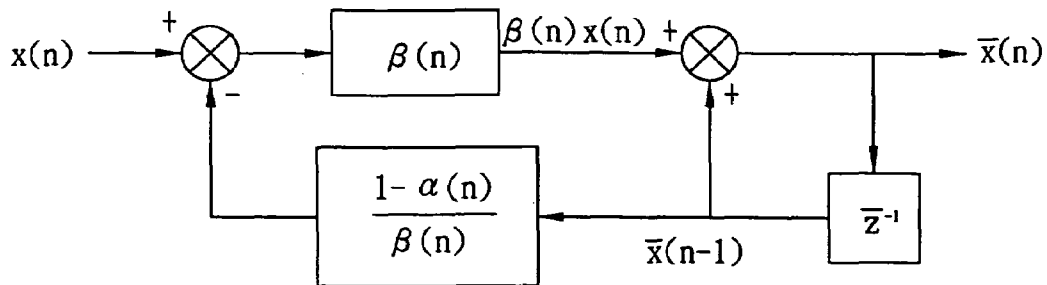 x(n)
+
-
β(n)
β(n)x(n)
+
+
x̅(n)
1-α(n)
β(n)
x̅(n-1)
z̅⁻¹